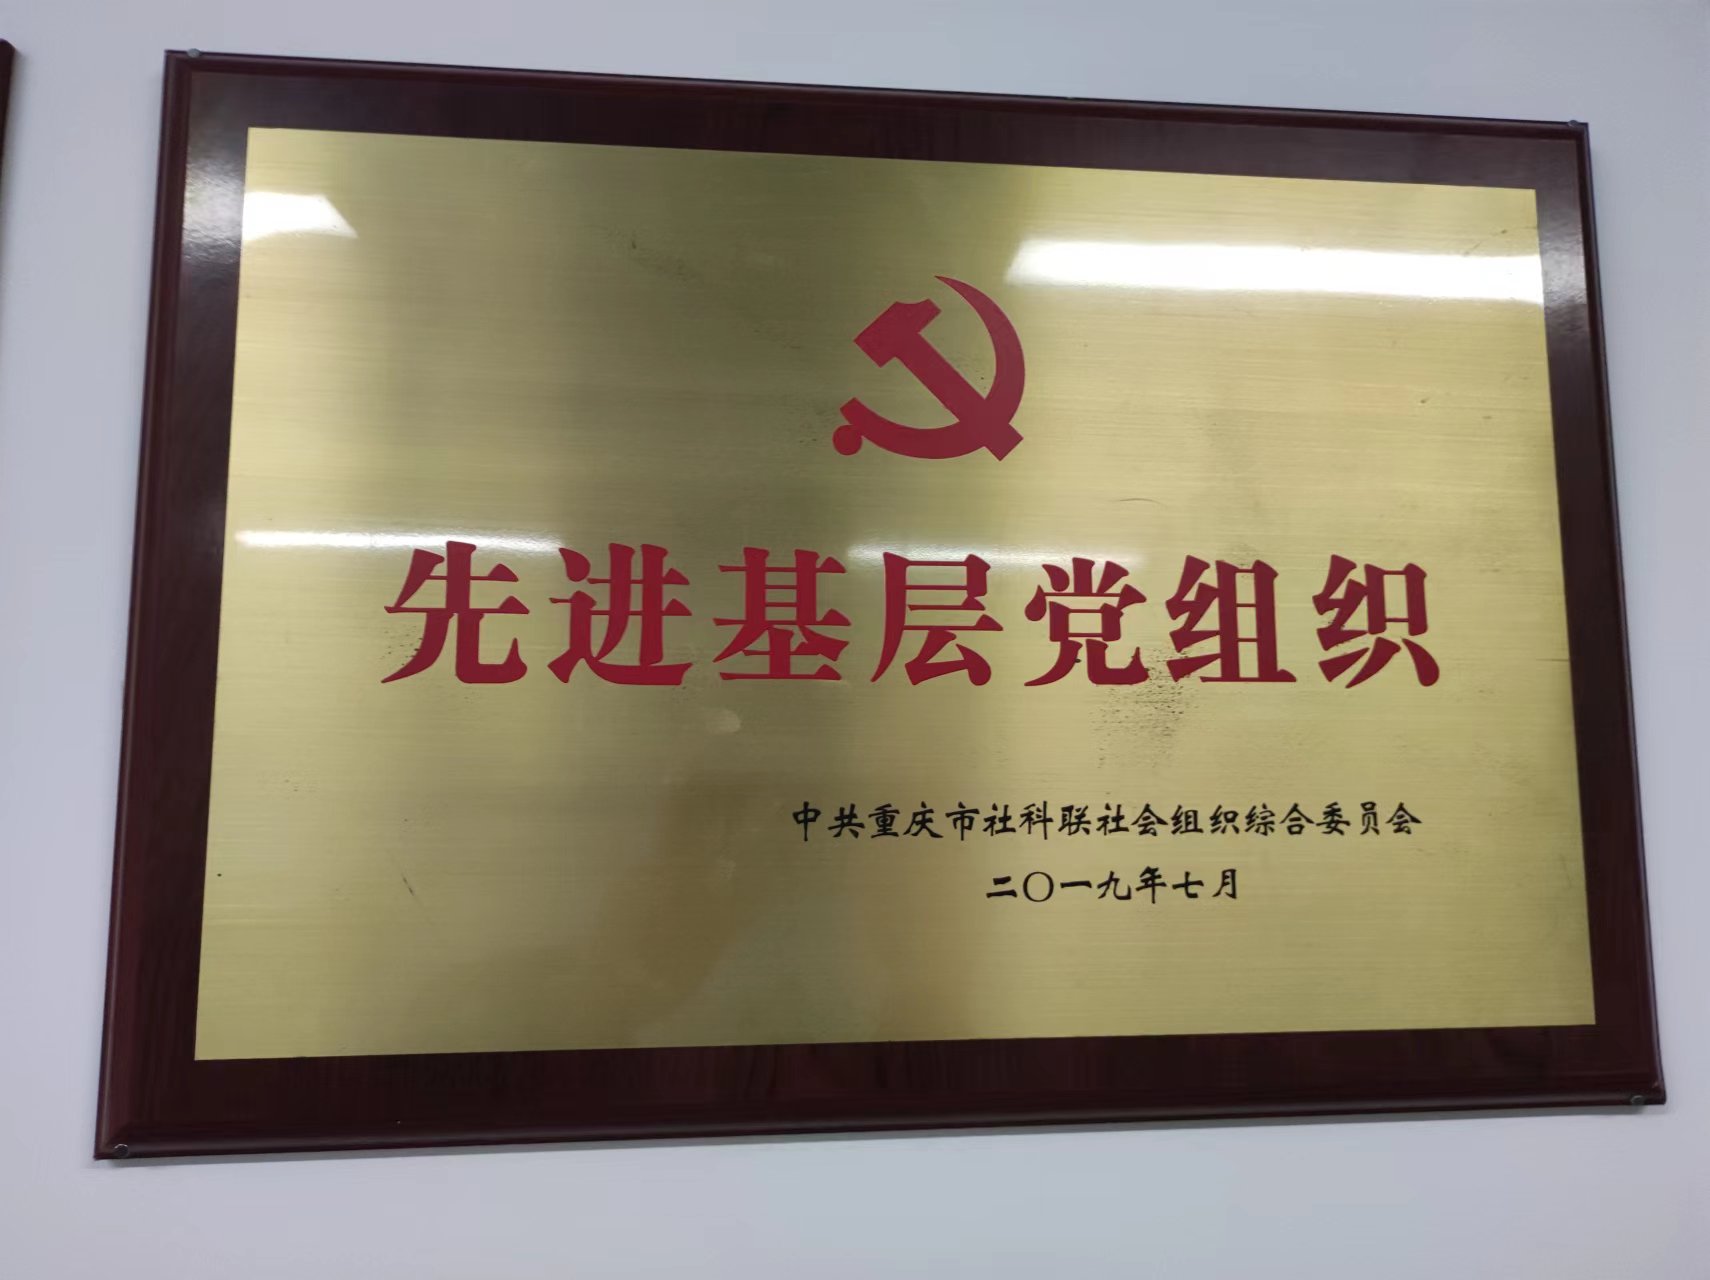 先进基层党组织
中共重庆市社科联社会组织综合委员会
二〇一九年七月